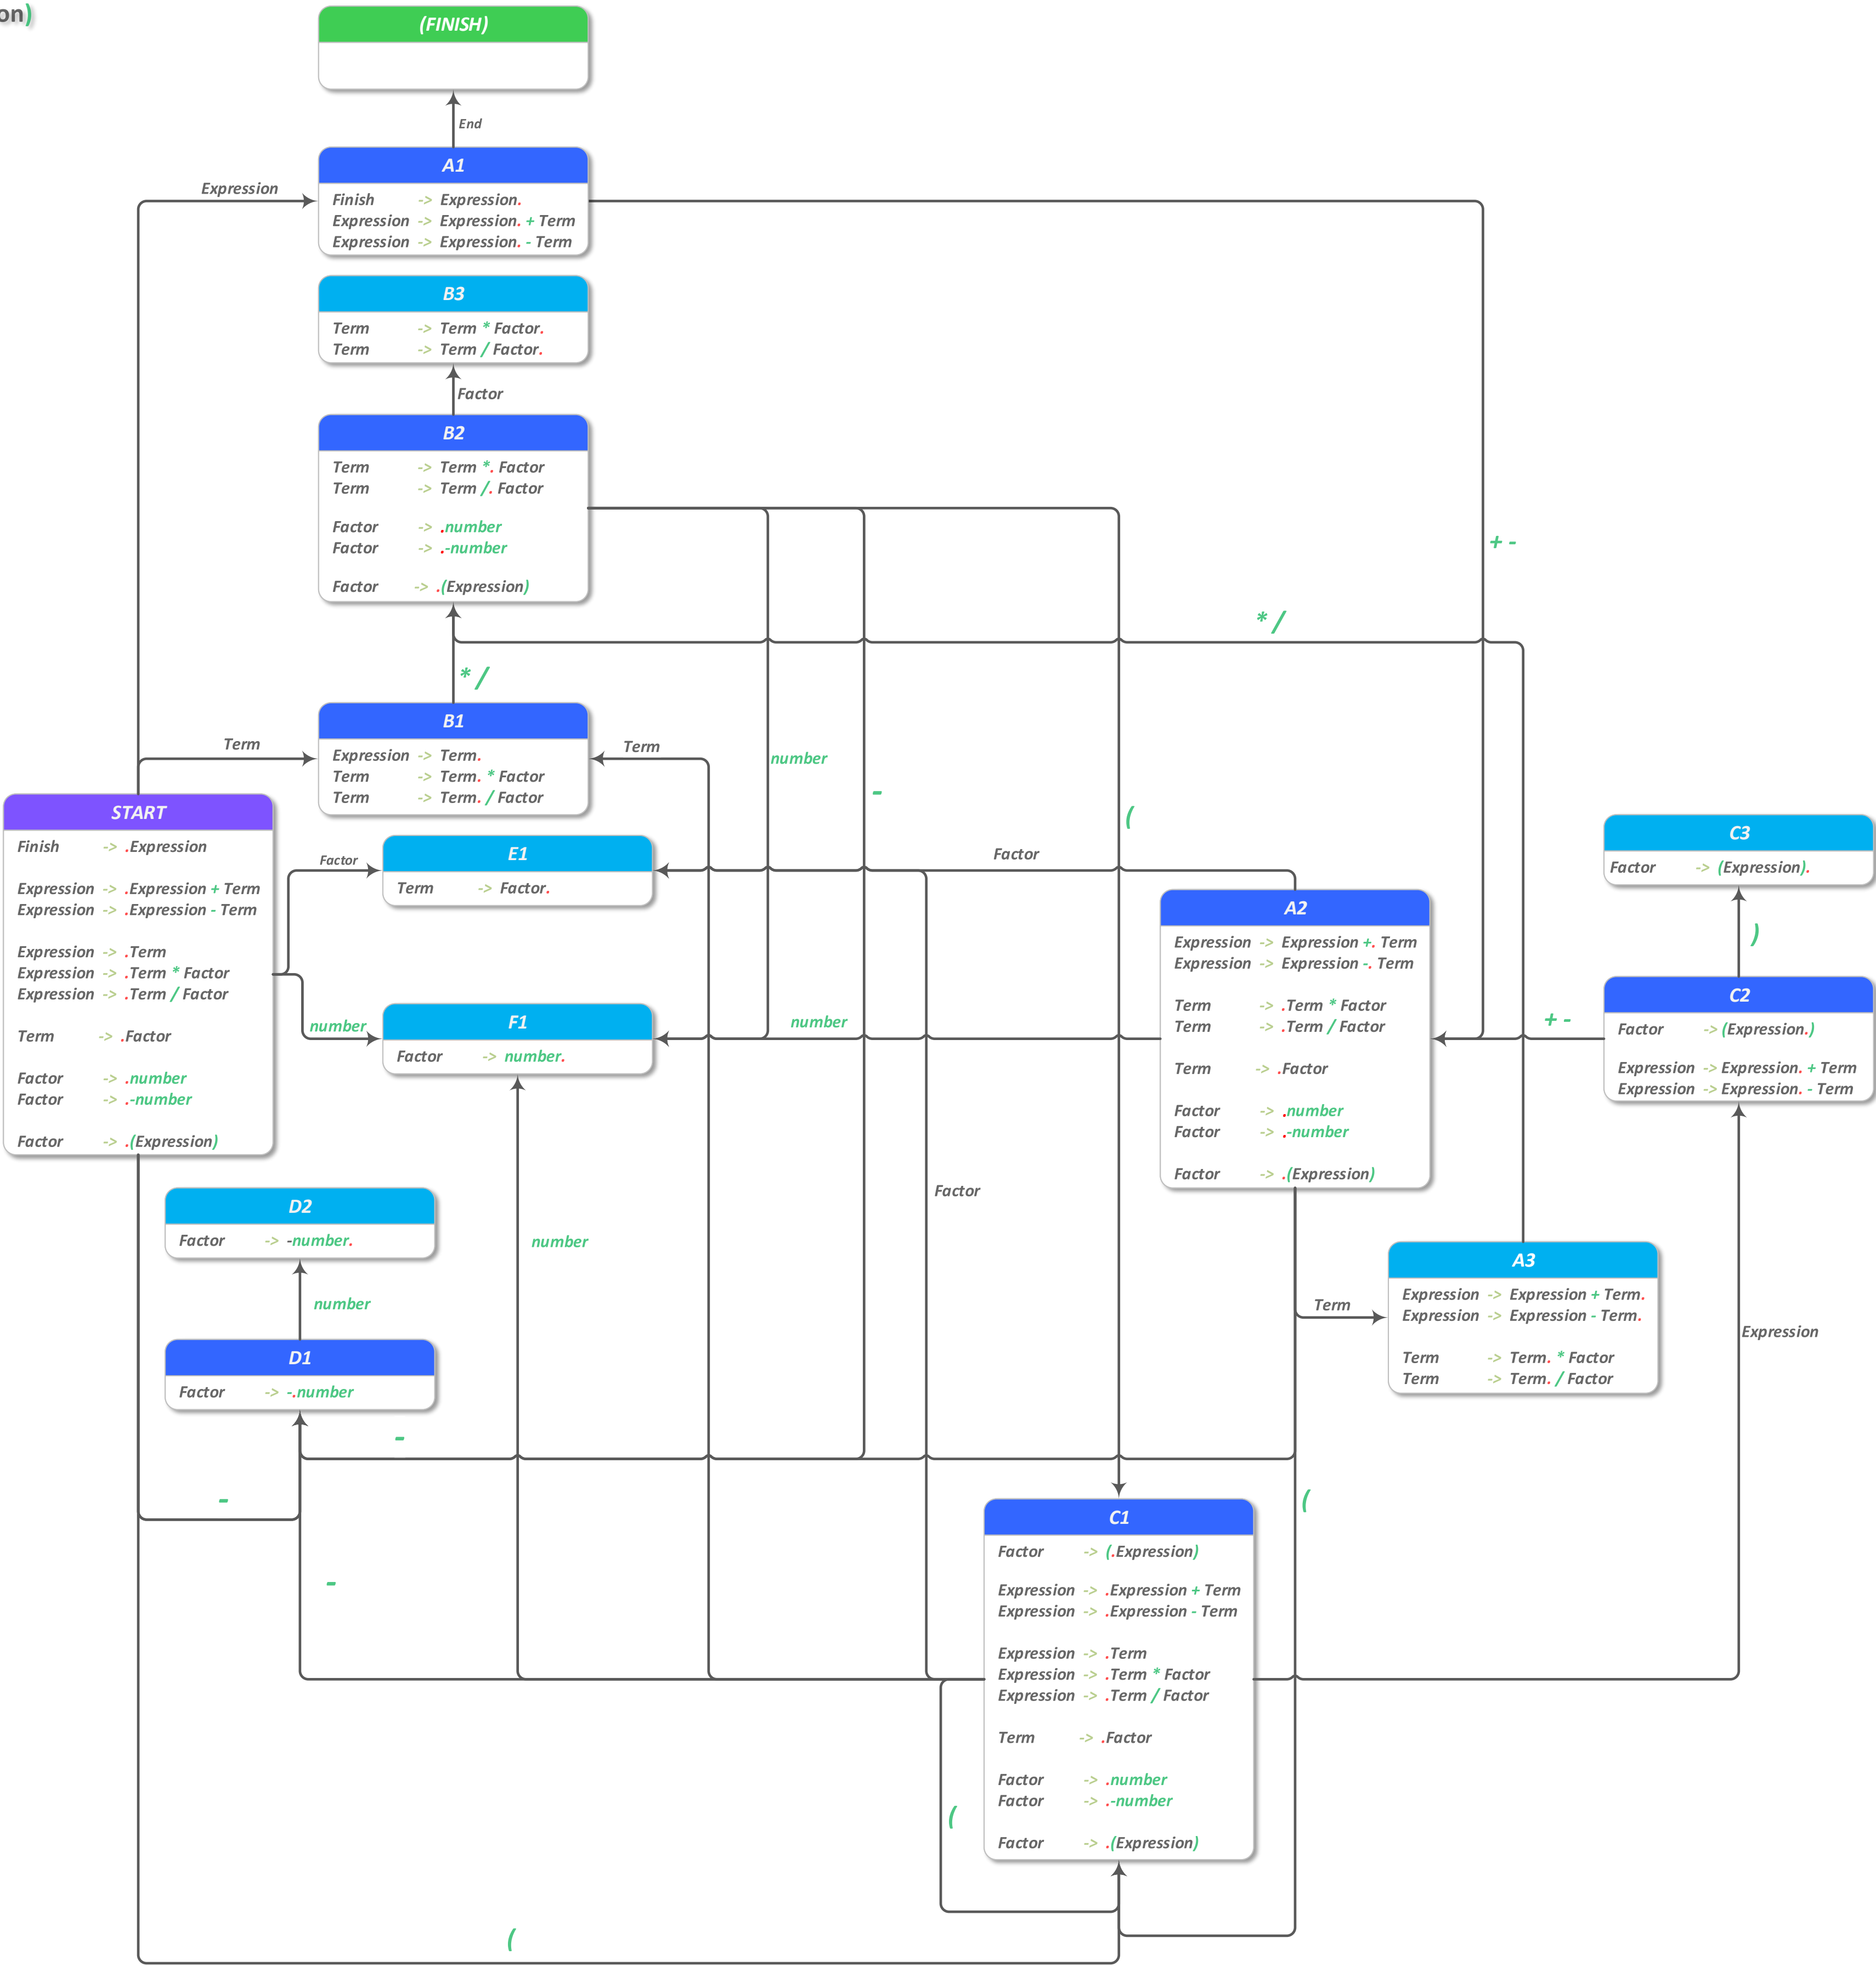 on)
(FINISH)
End
A1
Finish -> Expression.
Expression -> Expression. + Term
Expression -> Expression. - Term
Expression
B3
Term -> Term * Factor.
Term -> Term / Factor.
Factor
B2
Term -> Term *. Factor
Term -> Term /. Factor
Factor -> .number
Factor -> .-number
Factor -> .(Expression)
+ -
* /
* /
B1
Expression -> Term.
Term -> Term. * Factor
Term -> Term. / Factor
Term
Term
number
-
(
START
Finish -> .Expression
Expression -> .Expression + Term
Expression -> .Expression - Term
Expression -> .Term
Expression -> .Term * Factor
Expression -> .Term / Factor
Term -> .Factor
Factor -> .number
Factor -> .-number
Factor -> .(Expression)
Factor
E1
Term -> Factor.
Factor
number
F1
Factor -> number.
number
A2
Expression -> Expression +. Term
Expression -> Expression -. Term
Term -> .Term * Factor
Term -> .Term / Factor
Term -> .Factor
Factor -> .number
Factor -> .-number
Factor -> .(Expression)
C3
Factor -> (Expression).
)
C2
Factor -> (Expression.)
Expression -> Expression. + Term
Expression -> Expression. - Term
+ -
Factor
D2
Factor -> -number.
number
number
D1
Factor -> -.number
Term
A3
Expression -> Expression + Term.
Expression -> Expression - Term.
Term -> Term. * Factor
Term -> Term. / Factor
Expression
-
-
-
(
C1
Factor -> (.Expression)
Expression -> .Expression + Term
Expression -> .Expression - Term
Expression -> .Term
Expression -> .Term * Factor
Expression -> .Term / Factor
Term -> .Factor
Factor -> .number
Factor -> .-number
Factor -> .(Expression)
(
(